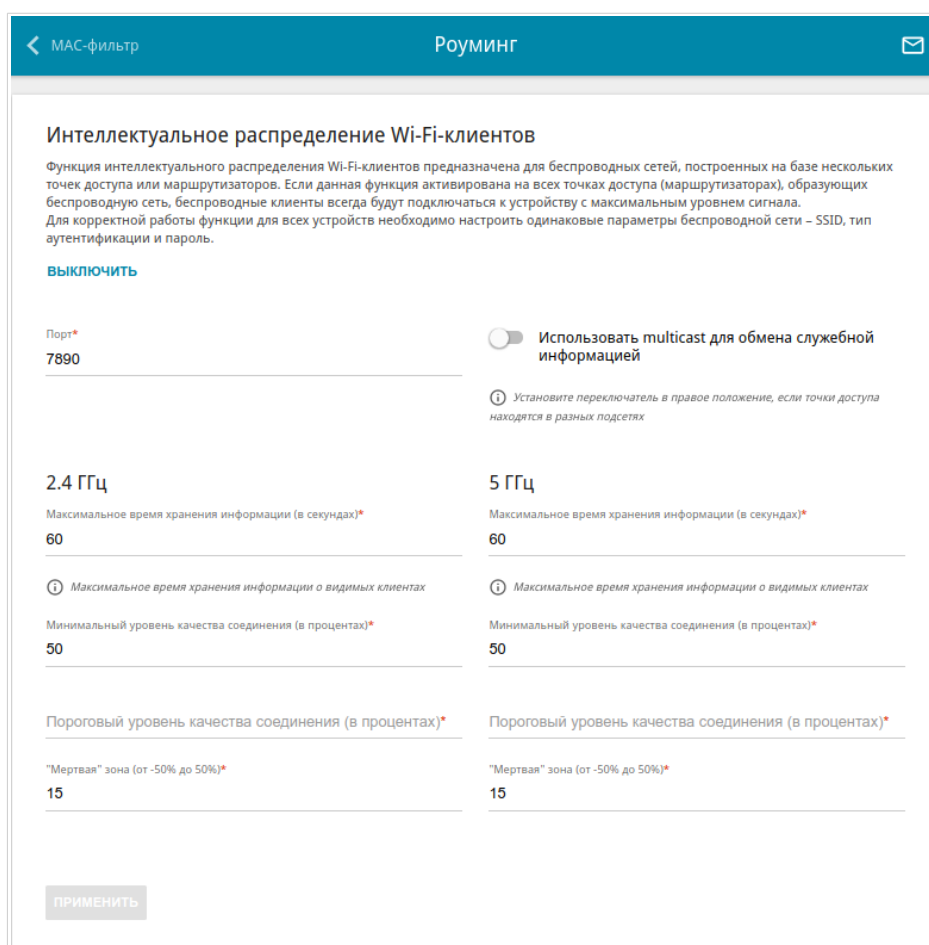 МАС-фильтр
Роуминг
Интеллектуальное распределение Wi-Fi-клиентов
Функция интеллектуального распределения Wi-Fi-клиентов предназначена для беспроводных сетей, построенных на базе нескольких
точек доступа или маршрутизаторов. Если данная функция активирована на всех точках доступа (маршрутизаторах), образующих
беспроводную сеть, беспроводные клиенты всегда будут подключаться к устройству с максимальным уровнем сигнала.
Для корректной работы функции для всех устройств необходимо настроить одинаковые параметры беспроводной сети – SSID, тип
аутентификации и пароль.
ВЫКЛЮЧИТЬ
Порт*
7890
Использовать multicast для обмена служебной
информацией
Установите переключатель в правое положение, если точки доступа
находятся в разных подсетях
2.4 ГГц
Максимальное время хранения информации (в секундах)*
60
Максимальное время хранения информации о видимых клиентах
Минимальный уровень качества соединения (в процентах)*
50
Пороговый уровень качества соединения (в процентах)*
"Мертвая" зона (от -50% до 50%)*
15
5 ГГц
Максимальное время хранения информации (в секундах)*
60
Максимальное время хранения информации о видимых клиентах
Минимальный уровень качества соединения (в процентах)*
50
Пороговый уровень качества соединения (в процентах)*
"Мертвая" зона (от -50% до 50%)*
15
ПРИМЕНИТЬ